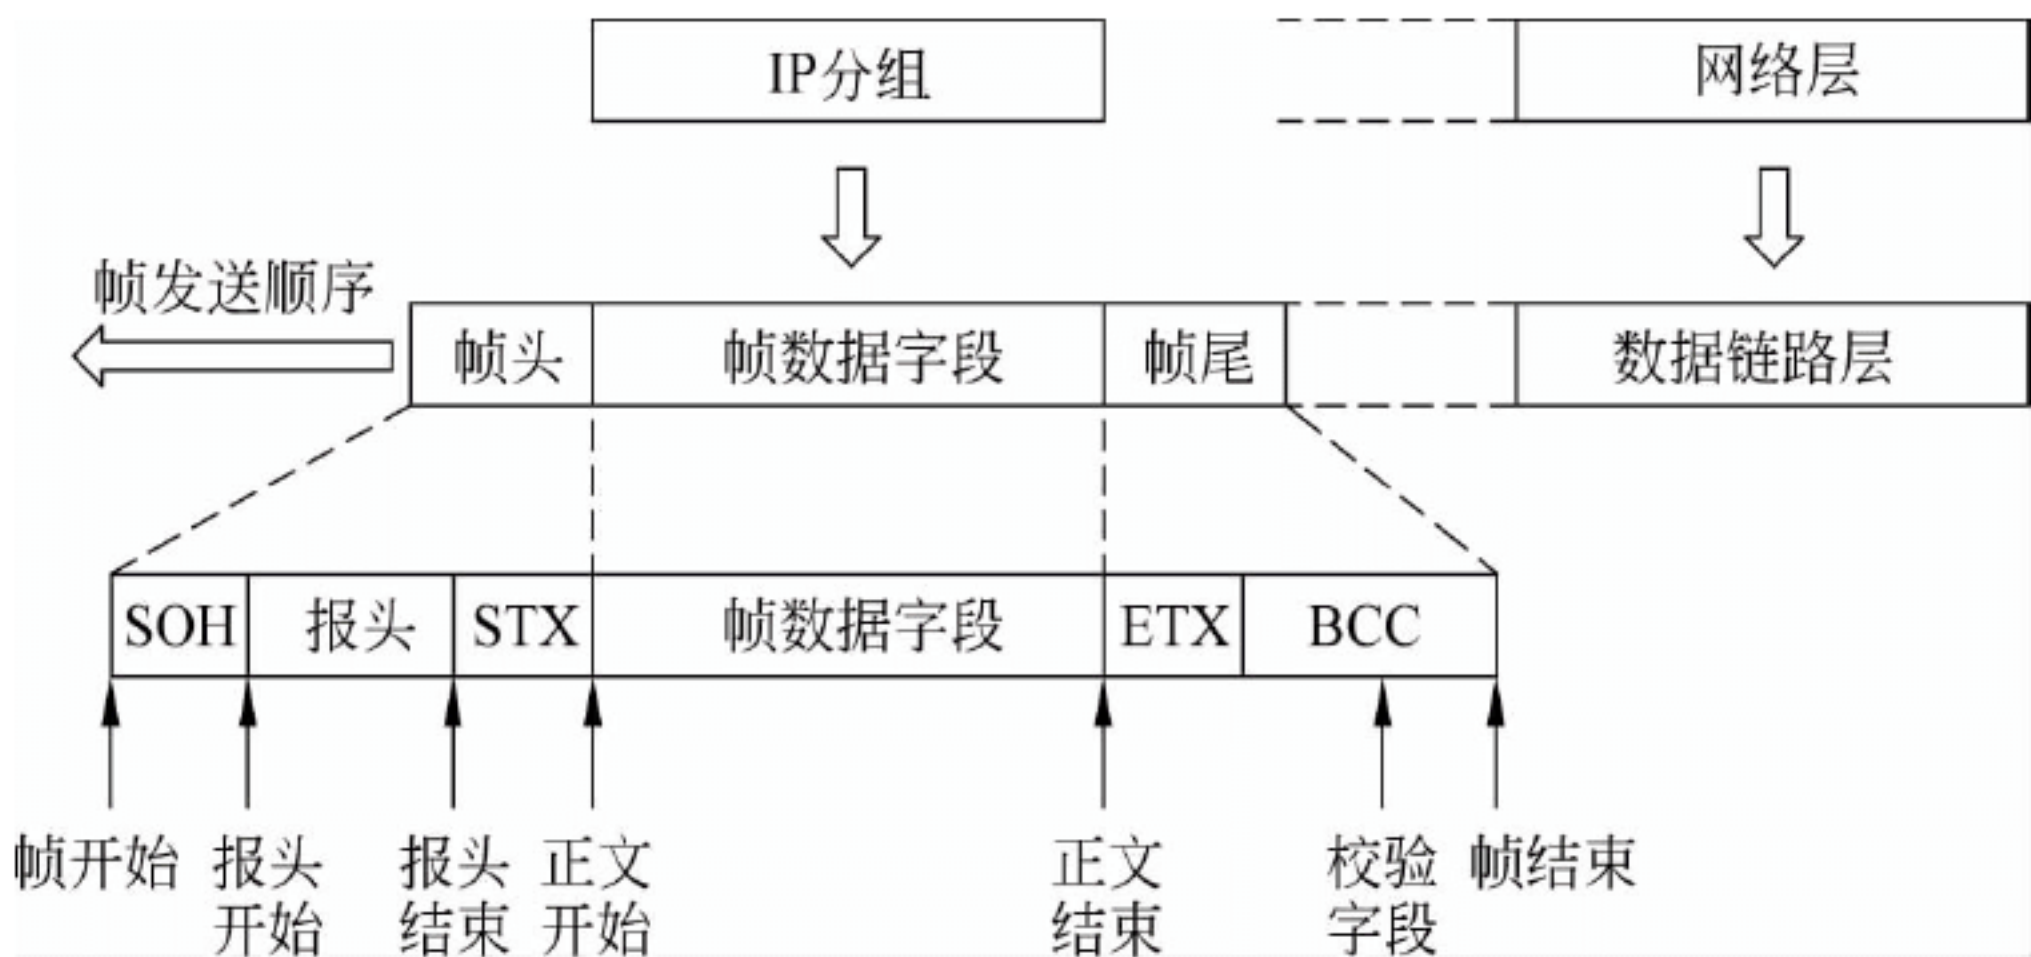 IP分组
网络层
帧发送顺序
帧头
帧数据字段
帧尾
数据链路层
SOH
报头
STX
帧数据字段
ETX
BCC
帧开始
报头
开始
报头
结束
正文
开始
正文
结束
校验
字段
帧结束